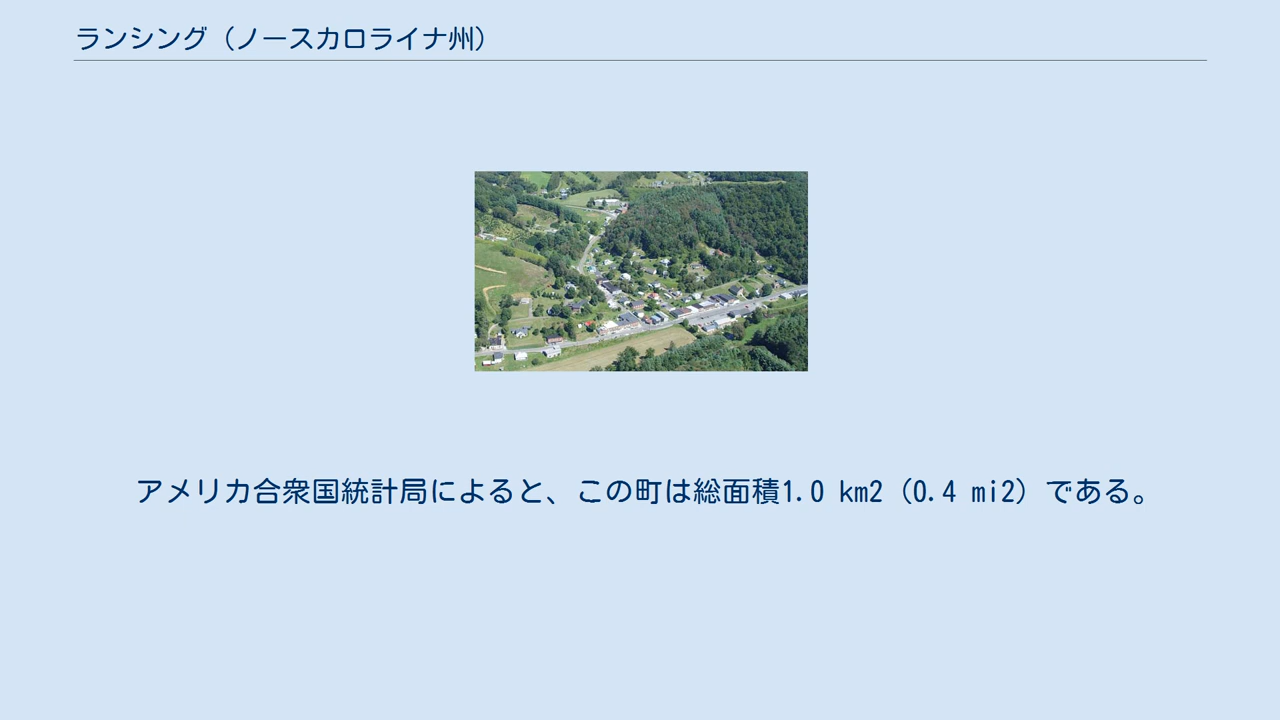 ランシング（ノースカロライナ州）
アメリカ合衆国統計局によると、この町は総面積1.0 km2（0.4 mi2）である。